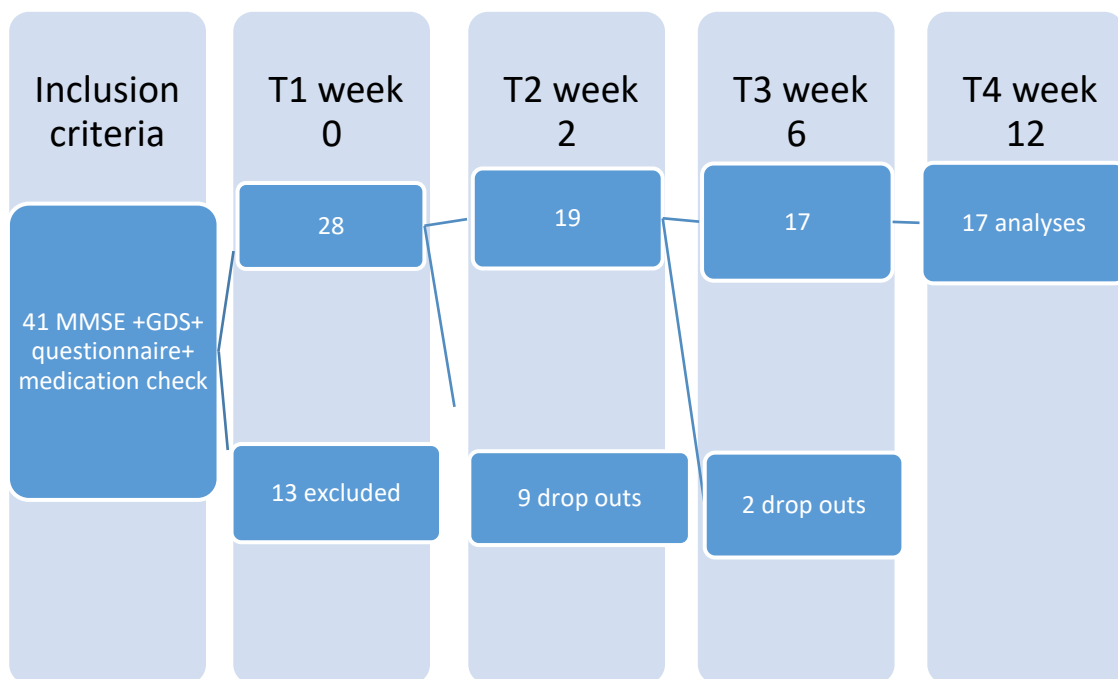 Inclusion
criteria
T1 week
0
T2 week
2
T3 week
6
T4 week
12
41 MMSE +GDS+
questionnaire+
medication check
28
19
17
17 analyses
13 excluded
9 drop outs
2 drop outs